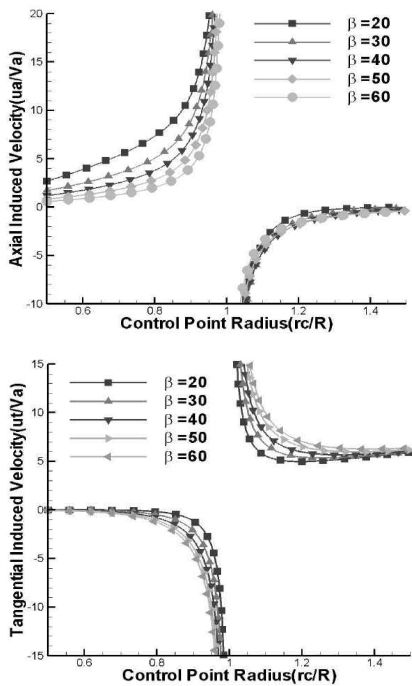 20
15
10
5
0
-5
-10
Axial Induced Velocity(ua/Va)
β=20
β=30
β=40
β=50
β=60
0.6
0.8
1
1.2
1.4
Control Point Radius(rc/R)
15
10
5
0
-5
-10
-15
Tangential Induced Velocity(ut/Va)
β=20
β=30
β=40
β=50
β=60
0.6
0.8
1
1.2
1.4
Control Point Radius(rc/R)